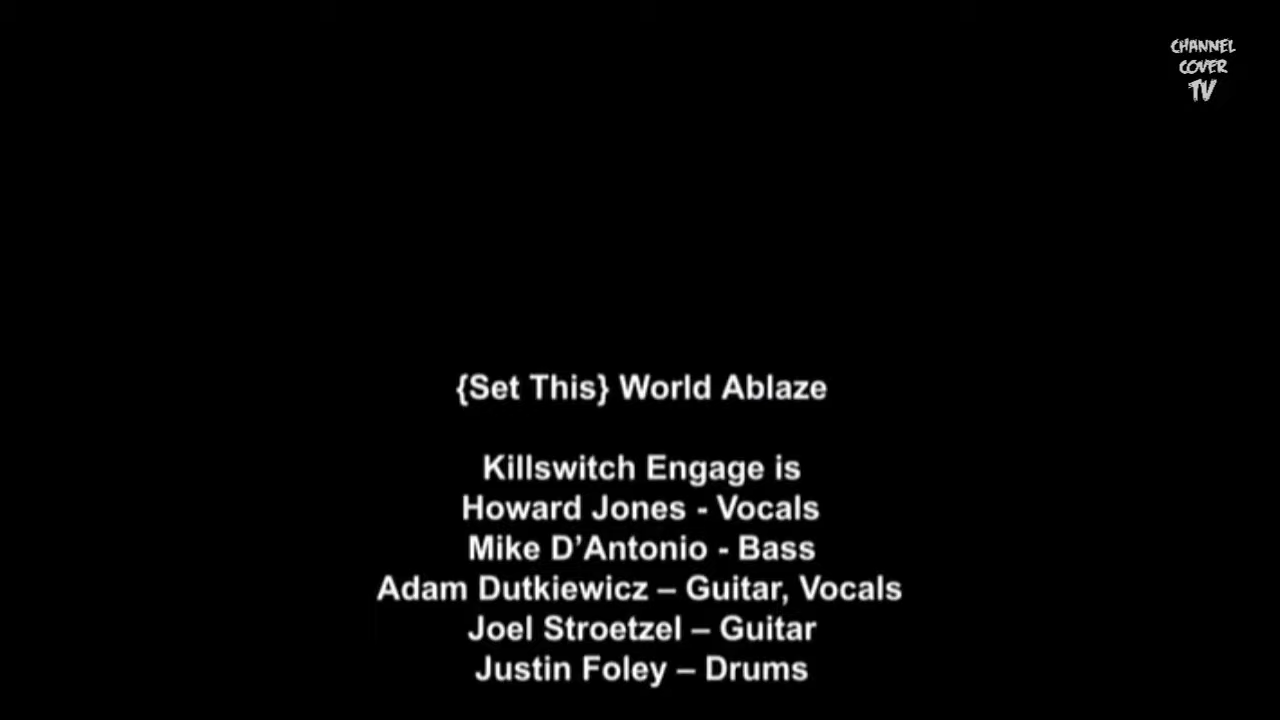 CHANNEL
COVER
TV
{Set This} World Ablaze
Killswitch Engage is
Howard Jones - Vocals
Mike D’Antonio - Bass
Adam Dutkiewicz – Guitar, Vocals
Joel Stroetzel – Guitar
Justin Foley – Drums